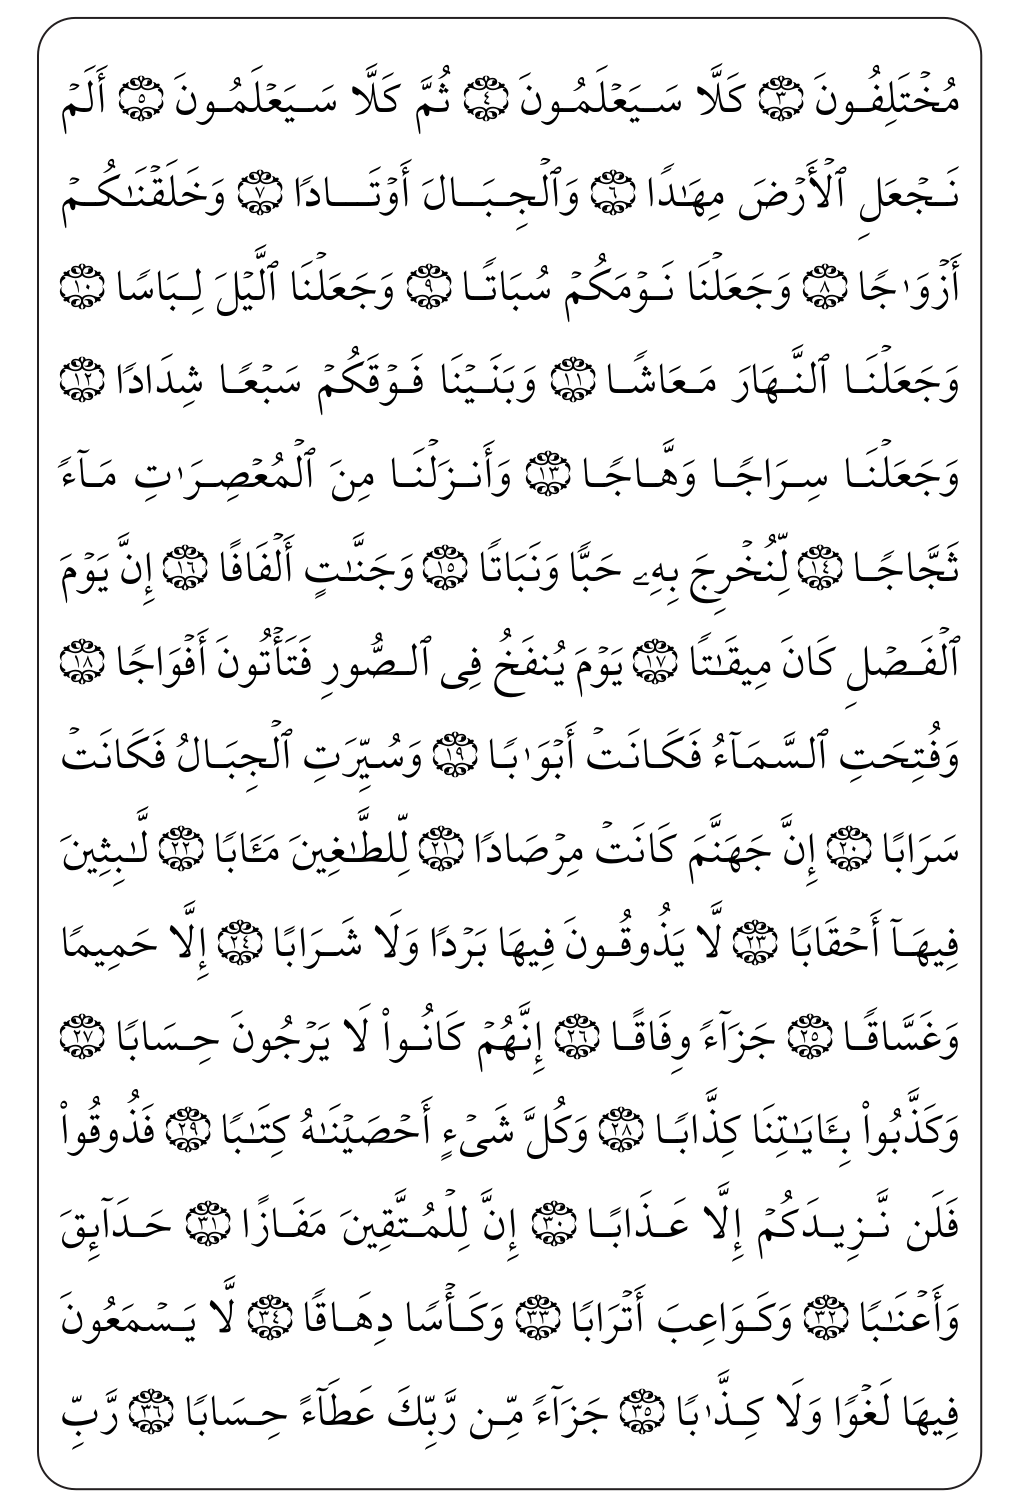 مُخۡتَلِفُونَ ٣ كَلَّا سَيَعۡلَمُونَ ٤ ثُمَّ كَلَّا سَيَعۡلَمُونَ ٥ أَلَمۡ
نَجۡعَلِ ٱلۡأَرۡضَ مِهَٰدٗا ٦ وَٱلۡجِبَالَ أَوۡتَادٗا ٧ وَخَلَقۡنَٰكُمۡ
أَزۡوَٰجٗا ٨ وَجَعَلۡنَا نَوۡمَكُمۡ سُبَاتٗا ٩ وَجَعَلۡنَا ٱلَّيۡلَ لِبَاسٗا ١٠
وَجَعَلۡنَا ٱلنَّهَارَ مَعَاشٗا ١١ وَبَنَيۡنَا فَوۡقَكُمۡ سَبۡعٗا شِدَادٗا ١٢
وَجَعَلۡنَا سِرَاجٗا وَهَّاجٗا ١٣ وَأَنزَلۡنَا مِنَ ٱلۡمُعۡصِرَٰتِ مَآءٗ
ثَجَّاجٗا ١٤ لِّنُخۡرِجَ بِهِۦ حَبّٗا وَنَبَاتٗا ١٥ وَجَنَّٰتٍ أَلۡفَافًا ١٦ إِنَّ يَوۡمَ
ٱلۡفَصۡلِ كَانَ مِيقَٰتٗا ١٧ يَوۡمَ يُنفَخُ فِي ٱلصُّورِ فَتَأۡتُونَ أَفۡوَاجٗا ١٨
وَفُتِحَتِ ٱلسَّمَآءُ فَكَانَتۡ أَبۡوَٰبٗا ١٩ وَسُيِّرَتِ ٱلۡجِبَالُ فَكَانَتۡ
سَرَابًا ٢٠ إِنَّ جَهَنَّمَ كَانَتۡ مِرۡصَادٗا ٢١ لِّلطَّٰغِينَ مَـَٔابٗا ٢٢ لَّٰبِثِينَ
فِيهَآ أَحۡقَابٗا ٢٣ لَّا يَذُوقُونَ فِيهَا بَرۡدٗا وَلَا شَرَابًا ٢٤ إِلَّا حَمِيمٗا
وَغَسَّاقٗا ٢٥ جَزَآءٗ وِفَاقًا ٢٦ إِنَّهُمۡ كَانُواْ لَا يَرۡجُونَ حِسَابٗا ٢٧
وَكَذَّبُواْ بِـَٔايَٰتِنَا كِذَّابٗا ٢٨ وَكُلَّ شَيۡءٍ أَحۡصَيۡنَٰهُ كِتَٰبٗا ٢٩ فَذُوقُواْ
فَلَن نَّزِيدَكُمۡ إِلَّا عَذَابًا ٣٠ إِنَّ لِلۡمُتَّقِينَ مَفَازًا ٣١ حَدَآئِقَ
وَأَعۡنَٰبٗا ٣٢ وَكَوَاعِبَ أَتۡرَابٗا ٣٣ وَكَأۡسٗا دِهَاقٗا ٣٤ لَّا يَسۡمَعُونَ
فِيهَا لَغۡوٗا وَلَا كِذَّٰبٗا ٣٥ جَزَآءٗ مِّن رَّبِّكَ عَطَآءً حِسَابٗا ٣٦ رَّبِّ